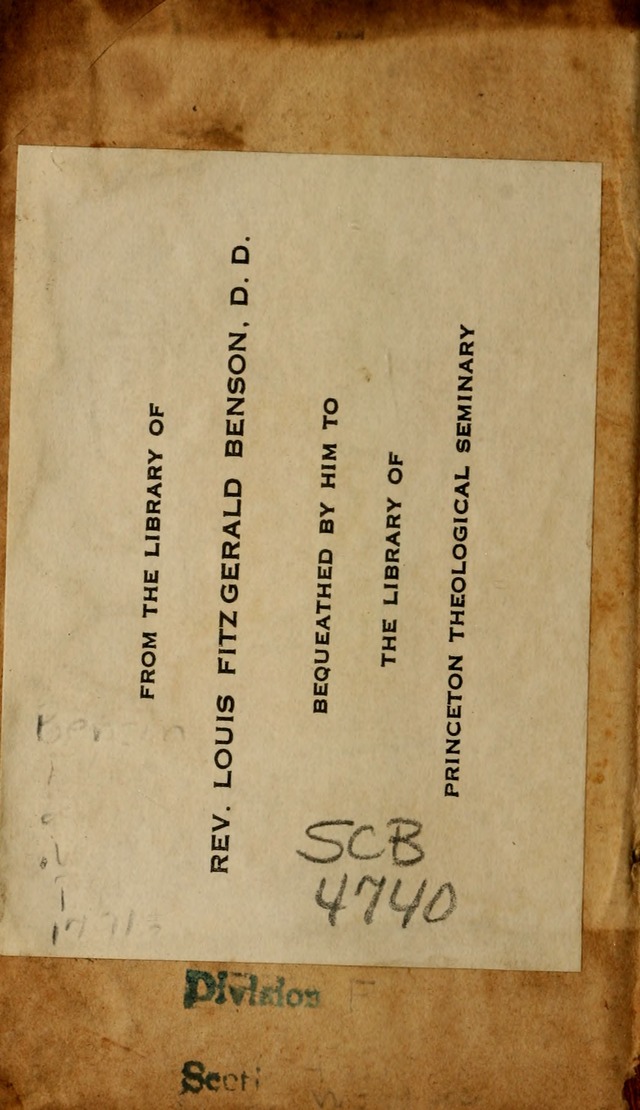 FROM THE LIBRARY OF
REV. LOUIS FITZGERALD BENSON, D. D.
BEQUEATHED BY HIM TO
THE LIBRARY OF
PRINCETON THEOLOGICAL SEMINARY
Benson
SCB
4740
Division
Secti